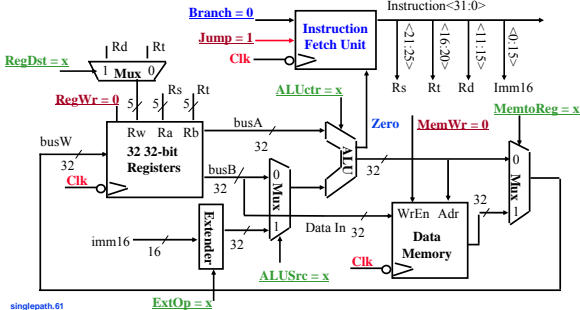 Branch = 0
Jump = 1
Clk
Instruction
Fetch Unit
Instruction<31:0>
<21:25>
<16:20>
<11:15>
<0:15>
Rs
Rt
Rd
Imm16
Rd
Rt
RegDst = x
1 Mux 0
Rs
Rt
RegWr = 0
5
5
5
ALUctr = x
MemtoReg = x
MemWr = 0
Zero
busW
32
Clk
Rw Ra Rb
32 32-bit
Registers
busA
32
busB
32
ALU
32
0
Mux
1
0
Mux
1
32
Data In
32
WrEn Adr
Data
Memory
Clk
imm16
16
Extender
32
ALUSrc = x
ExtOp = x
singlepath.61